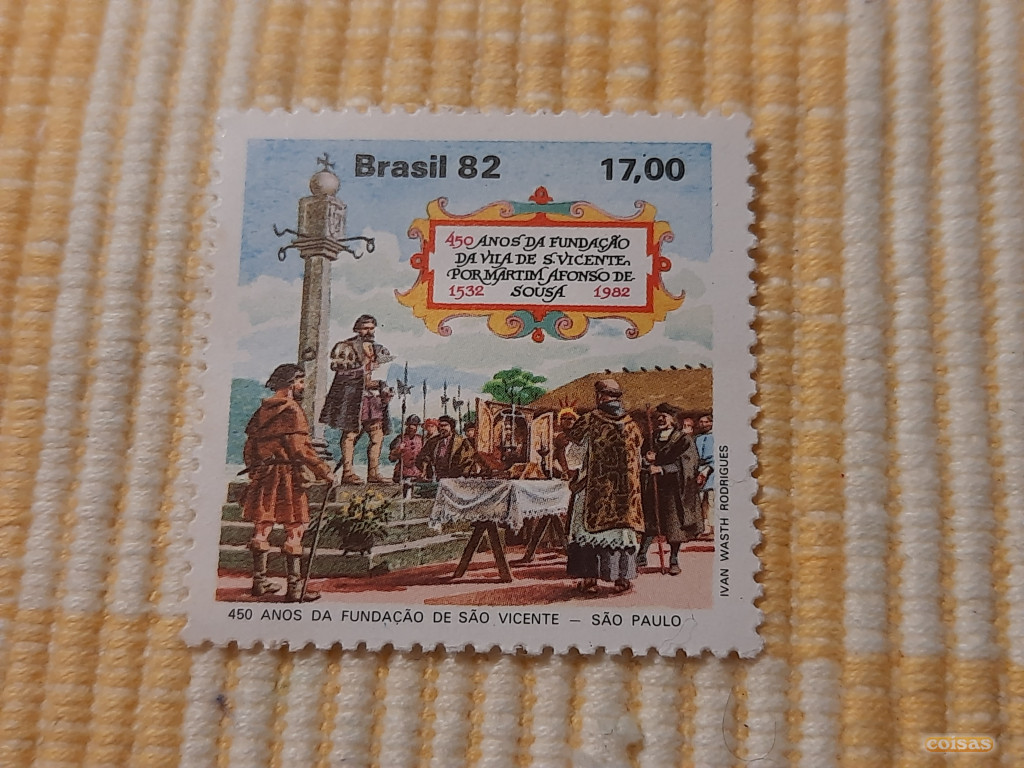 Brasil 82 17,00
450 ANOS DA FUNDAÇÃO
DA VILA DE S. VICENTE,
POR MARTIM AFONSO DE-
1532 SOUSA 1982
IVAN WASTH RODRIGUES
450 ANOS DA FUNDAÇÃO DE SÃO VICENTE – SÃO PAULO
coisas